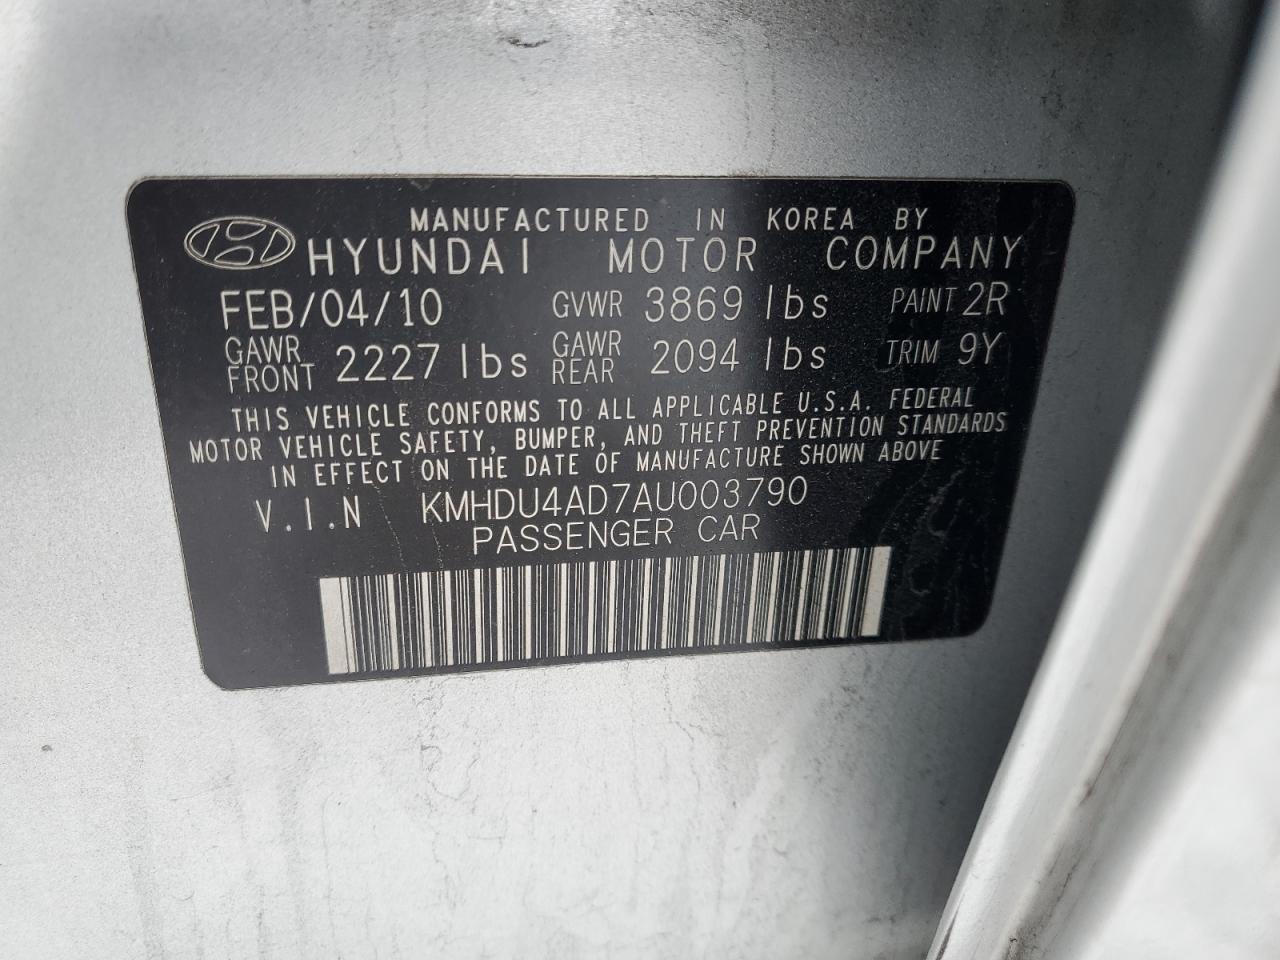 MANUFACTURED IN KOREA BY
HYUNDAI MOTOR COMPANY
FEB/04/10 GVWR 3869 lbs PAINT 2R
GAWR FRONT 2227 lbs GAWR REAR 2094 lbs TRIM 9Y
THIS VEHICLE CONFORMS TO ALL APPLICABLE U.S.A. FEDERAL
MOTOR VEHICLE SAFETY, BUMPER, AND THEFT PREVENTION STANDARDS
IN EFFECT ON THE DATE OF MANUFACTURE SHOWN ABOVE
V.I.N KMHDU4AD7AU003790
PASSENGER CAR